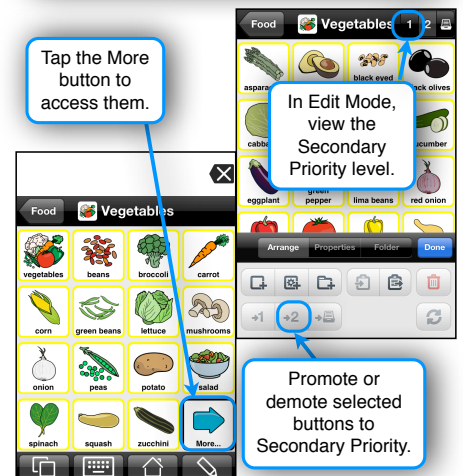 Tap the More
button to
access them.
Food
Vegetables
vegetables
beans
broccoli
carrot
corn
green beans
lettuce
mushrooms
onion
peas
potato
salad
spinach
squash
zucchini
More...
Food
Vegetables
1
2
black eyed
olives
In Edit Mode,
view the
Secondary
Priority level.
eggplant
green
pepper
lima beans
red onion
Arrange
Properties
Folder
Done
→1
→2
→
Promote or
demote selected
buttons to
Secondary Priority.